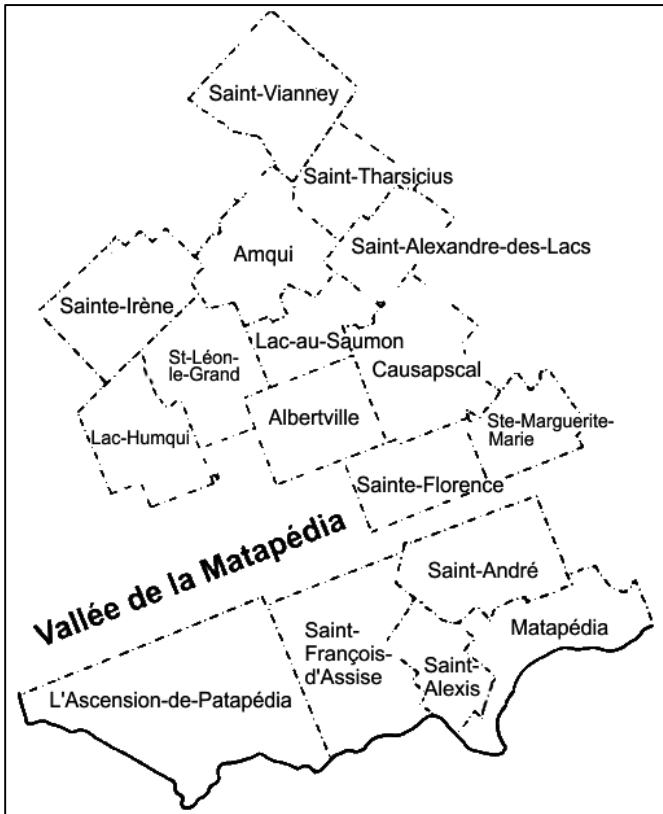 Saint-Vianney
Saint-Tharsicius
Saint-Alexandre-des-Lacs
Amqui
Sainte-Irène
Lac-au-Saumon
St-Léon-
le-Grand
Causapscal
Albertville
Ste-Marguerite-
Marie
Lac-Humqui
Sainte-Florence
Vallée de la Matapédia
Saint-André
Matapédia
Saint-
François-
d'Assise
Saint-
Alexis
L'Ascension-de-Patapédia